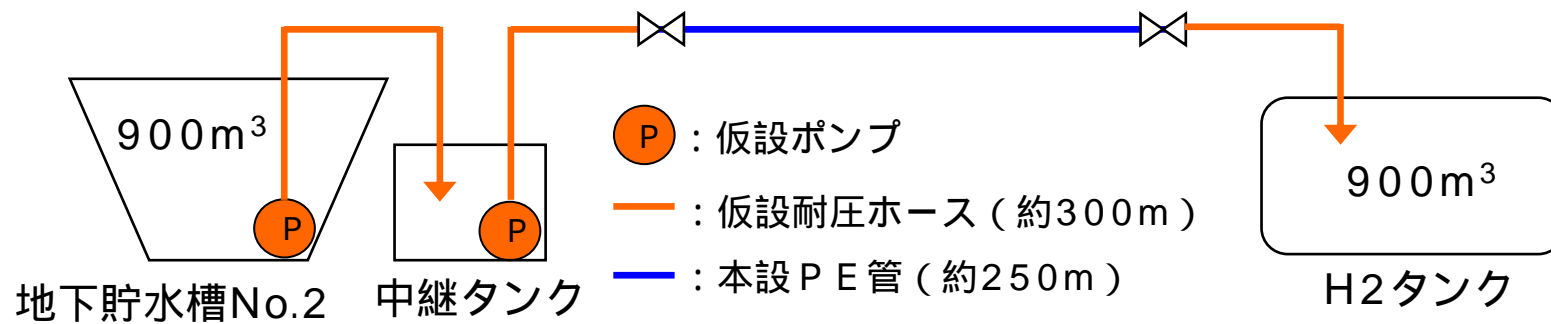 900m³
P
地下貯水槽No.2
P
中継タンク
P：仮設ポンプ
：仮設耐圧ホース（約300m）
：本設ＰＥ管（約250m）
900m³
H2タンク